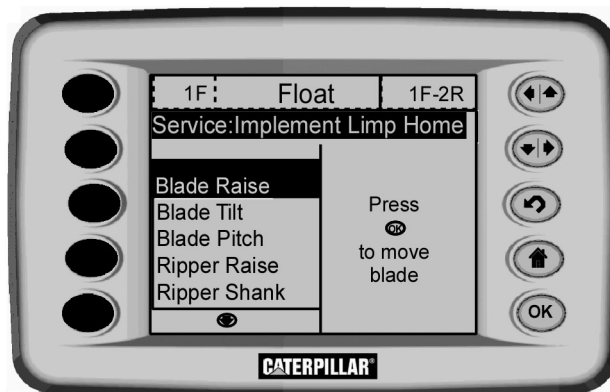 1F Float 1F-2R
Service:Implement Limp Home
Blade Raise
Blade Tilt
Blade Pitch
Ripper Raise
Ripper Shank
Press
OK
to move
blade
OK
CATERPILLAR®